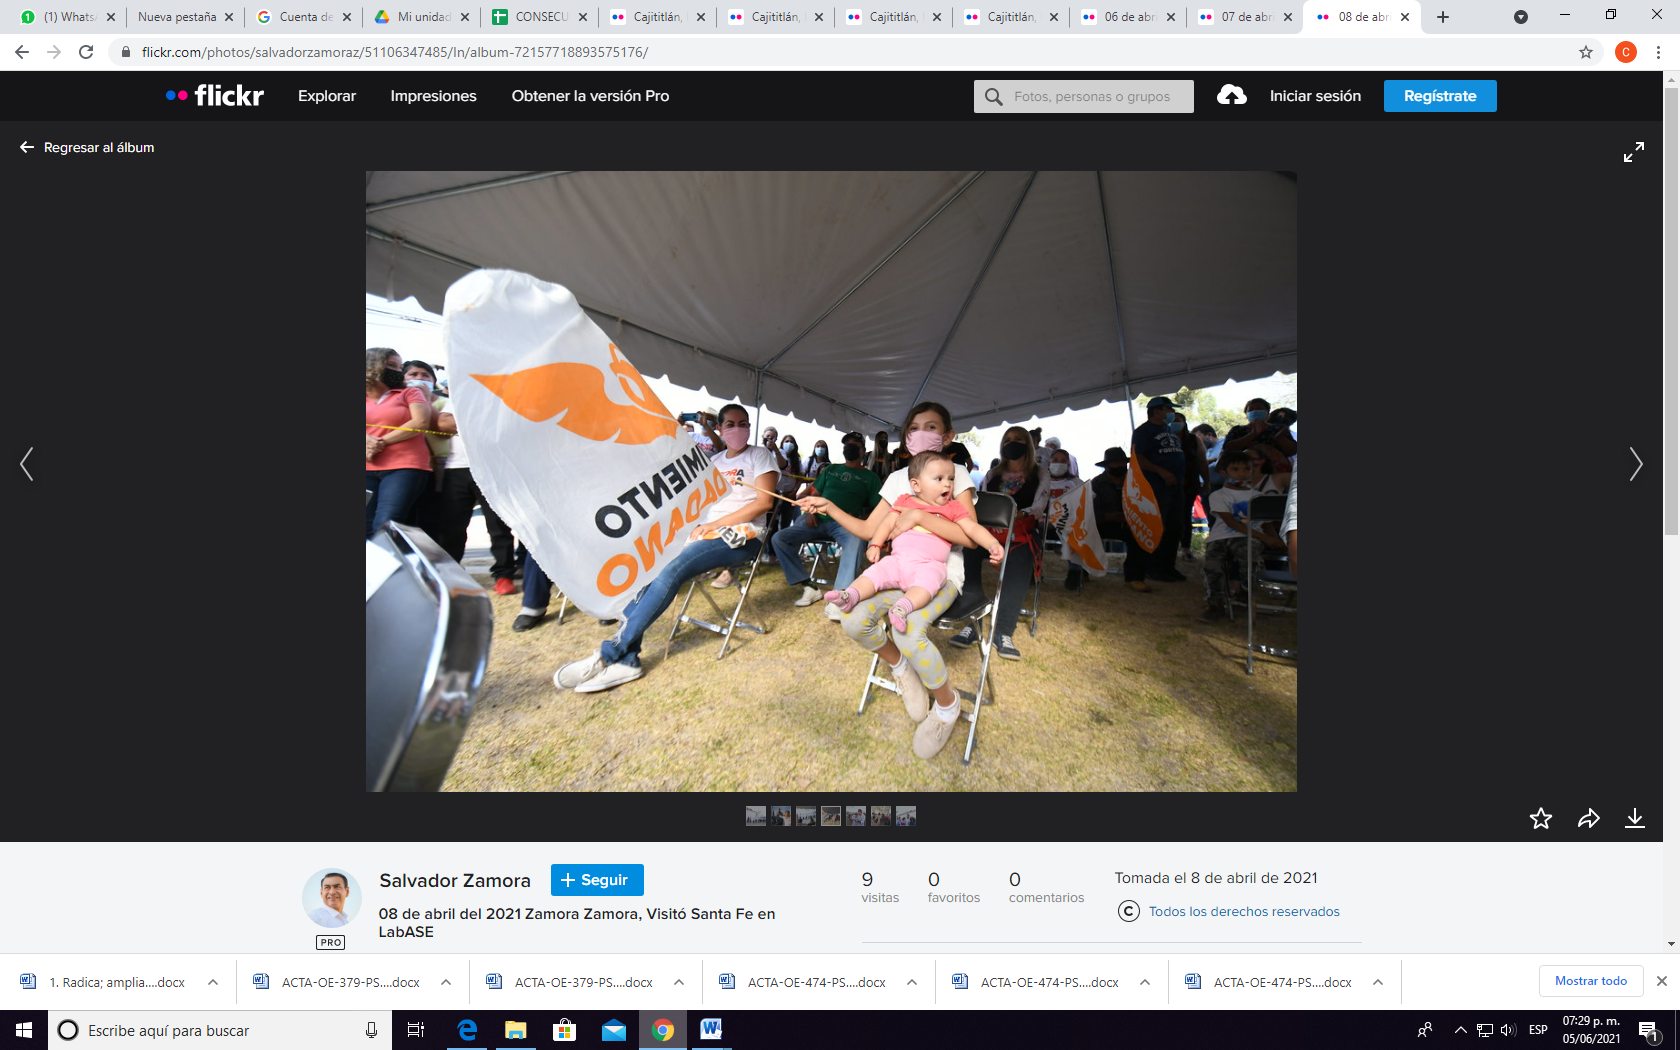 (1) Whats
Nueva pestaña
Cuenta de
Mi unidad
CONSECU
Cajititlán,
Cajititlán,
Cajititlán,
Cajititlán,
06 de abr
07 de abr
08 de abr
flickr.com/photos/salvadorzamoraz/51106347485/In/album-72157718893575176/
C
flickr
Explorar
Impresiones
Obtener la versión Pro
Fotos, personas o grupos
Iniciar sesión
Regístrate
Regresar al álbum
MIENTO
DADANO
Salvador Zamora
Seguir
08 de abril del 2021 Zamora Zamora, Visitó Santa Fe en
LabASE
PRO
9
visitas
0
favoritos
0
comentarios
Tomada el 8 de abril de 2021
Todos los derechos reservados
1. Radica; amplia....docx
ACTA-OE-379-PS....docx
ACTA-OE-379-PS....docx
ACTA-OE-474-PS....docx
ACTA-OE-474-PS....docx
ACTA-OE-474-PS....docx
Mostrar todo
Escribe aquí para buscar
ESP
07:29 p. m.
05/06/2021
1